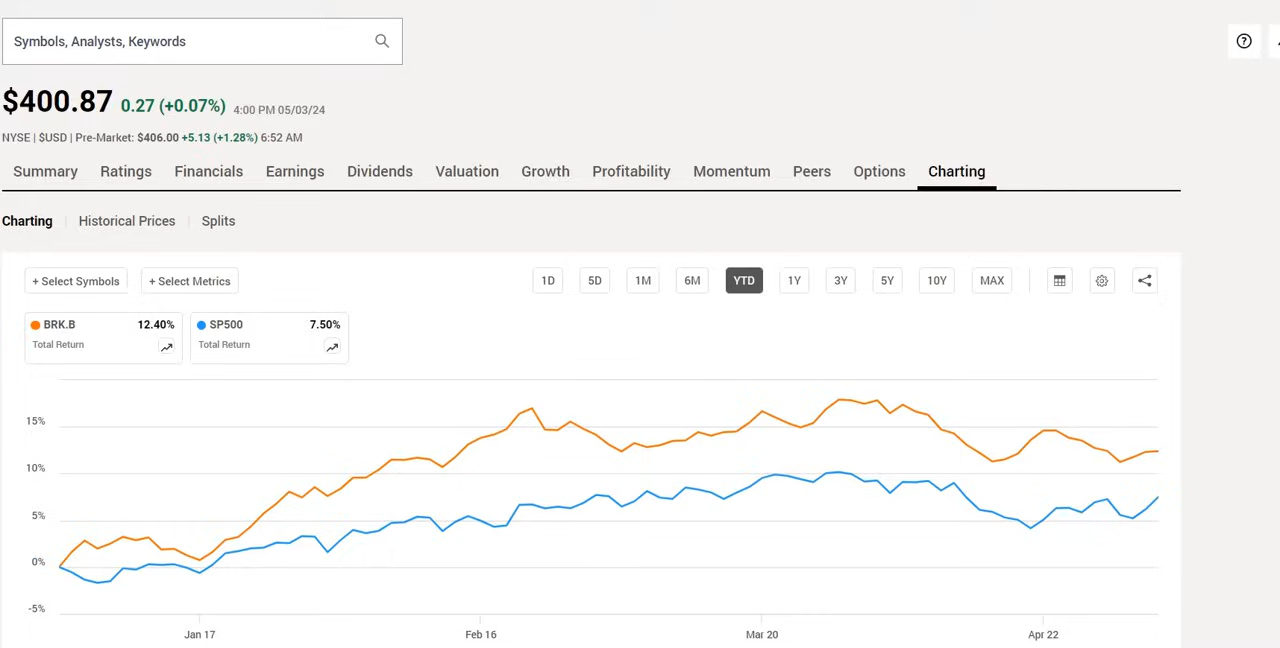 Symbols, Analysts, Keywords
$400.87 0.27 (+0.07%) 4:00 PM 05/03/24
NYSE | $USD | Pre-Market: $406.00 +5.13 (+1.28%) 6:52 AM
Summary Ratings Financials Earnings Dividends Valuation Growth Profitability Momentum Peers Options Charting
Charting | Historical Prices | Splits
+ Select Symbols + Select Metrics 1D 5D 1M 6M YTD 1Y 3Y 5Y 10Y MAX
BRK.B 12.40% SP500 7.50%
Total Return Total Return
15%
10%
5%
0%
-5%
Jan 17 Feb 16 Mar 20 Apr 22